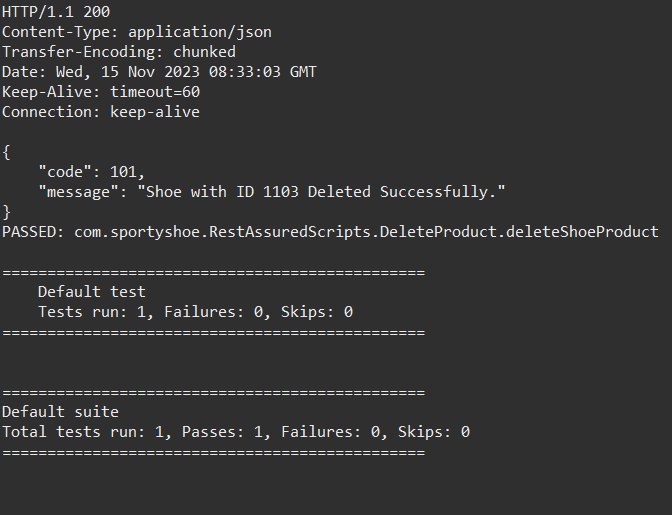 HTTP/1.1 200
Content-Type: application/json
Transfer-Encoding: chunked
Date: Wed, 15 Nov 2023 08:33:03 GMT
Keep-Alive: timeout=60
Connection: keep-alive
{
    "code": 101,
    "message": "Shoe with ID 1103 Deleted Successfully."
}
PASSED: com.sportyshoe.RestAssuredScripts.DeleteProduct.deleteShoeProduct
===============================================
    Default test
    Tests run: 1, Failures: 0, Skips: 0
===============================================
===============================================
Default suite
Total tests run: 1, Passes: 1, Failures: 0, Skips: 0
===============================================